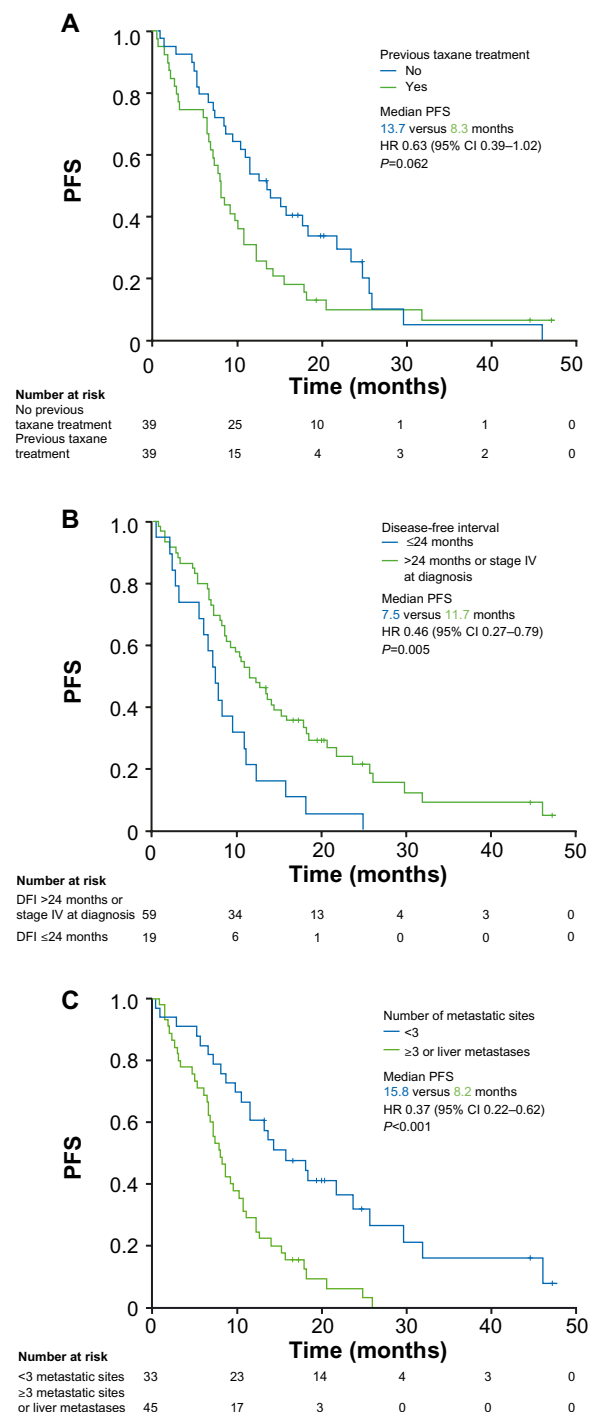 A
1.0
0.8
0.6
0.4
0.2
0
PFS
Previous taxane treatment
No
Yes
Median PFS
13.7 versus 8.3 months
HR 0.63 (95% CI 0.39–1.02)
P=0.062
0 10 20 30 40 50
Time (months)
Number at risk
No previous
taxane treatment 39 25 10 1 1 0
Previous taxane
treatment 39 15 4 3 2 0
B
1.0
0.8
0.6
0.4
0.2
0
PFS
Disease-free interval
≤24 months
>24 months or stage IV
at diagnosis
Median PFS
7.5 versus 11.7 months
HR 0.46 (95% CI 0.27–0.79)
P=0.005
0 10 20 30 40 50
Time (months)
Number at risk
DFI >24 months or
stage IV at diagnosis 59 34 13 4 3 0
DFI ≤24 months 19 6 1 0 0 0
C
1.0
0.8
0.6
0.4
0.2
0
PFS
Number of metastatic sites
<3
≥3 or liver metastases
Median PFS
15.8 versus 8.2 months
HR 0.37 (95% CI 0.22–0.62)
P<0.001
0 10 20 30 40 50
Time (months)
Number at risk
<3 metastatic sites 33 23 14 4 3 0
≥3 metastatic sites
or liver metastases 45 17 3 0 0 0